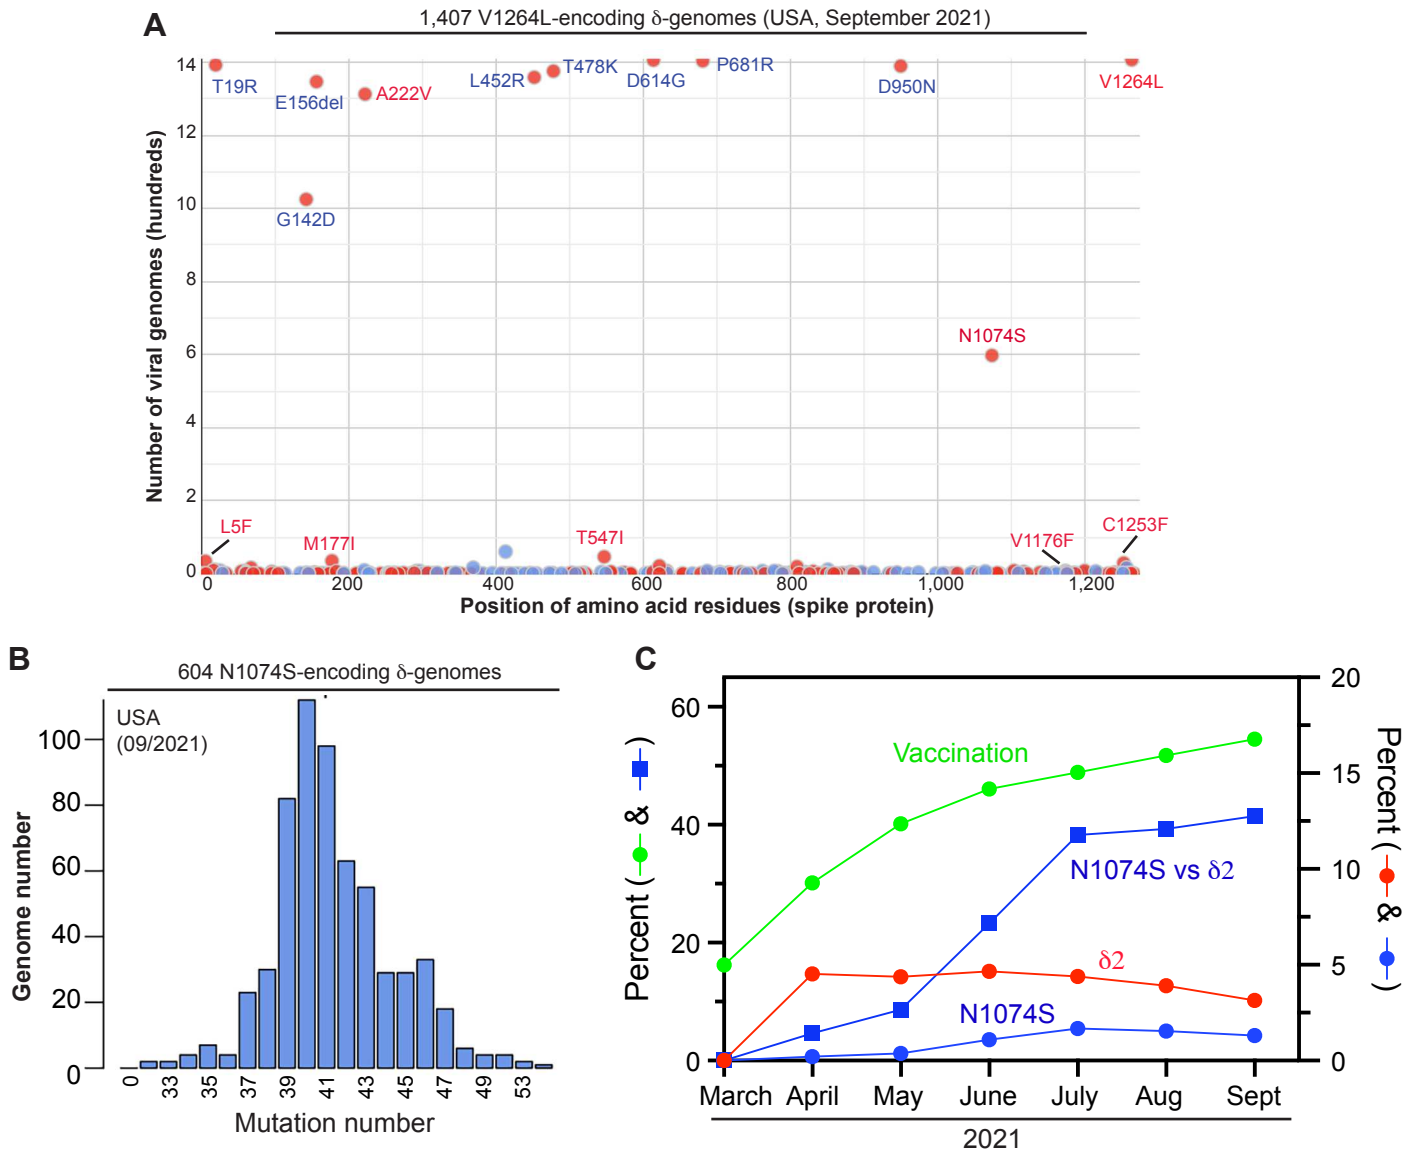 A
1,407 V1264L-encoding δ-genomes (USA, September 2021)
Number of viral genomes (hundreds)
14
12
10
8
6
4
2
0
T19R
E156del
A222V
G142D
L452R
T478K
D614G
P681R
D950N
V1264L
N1074S
L5F
M177I
T547I
V1176F
C1253F
0 200 400 600 800 1,000 1,200
Position of amino acid residues (spike protein)
B
604 N1074S-encoding δ-genomes
USA
(09/2021)
Genome number
100
80
60
40
20
0
0 33 35 37 39 41 43 45 47 49 53
Mutation number
C
Percent ( & )
60
40
20
0
Vaccination
N1074S vs δ2
δ2
N1074S
20
15
10
5
0
Percent ( & )
March April May June July Aug Sept
2021